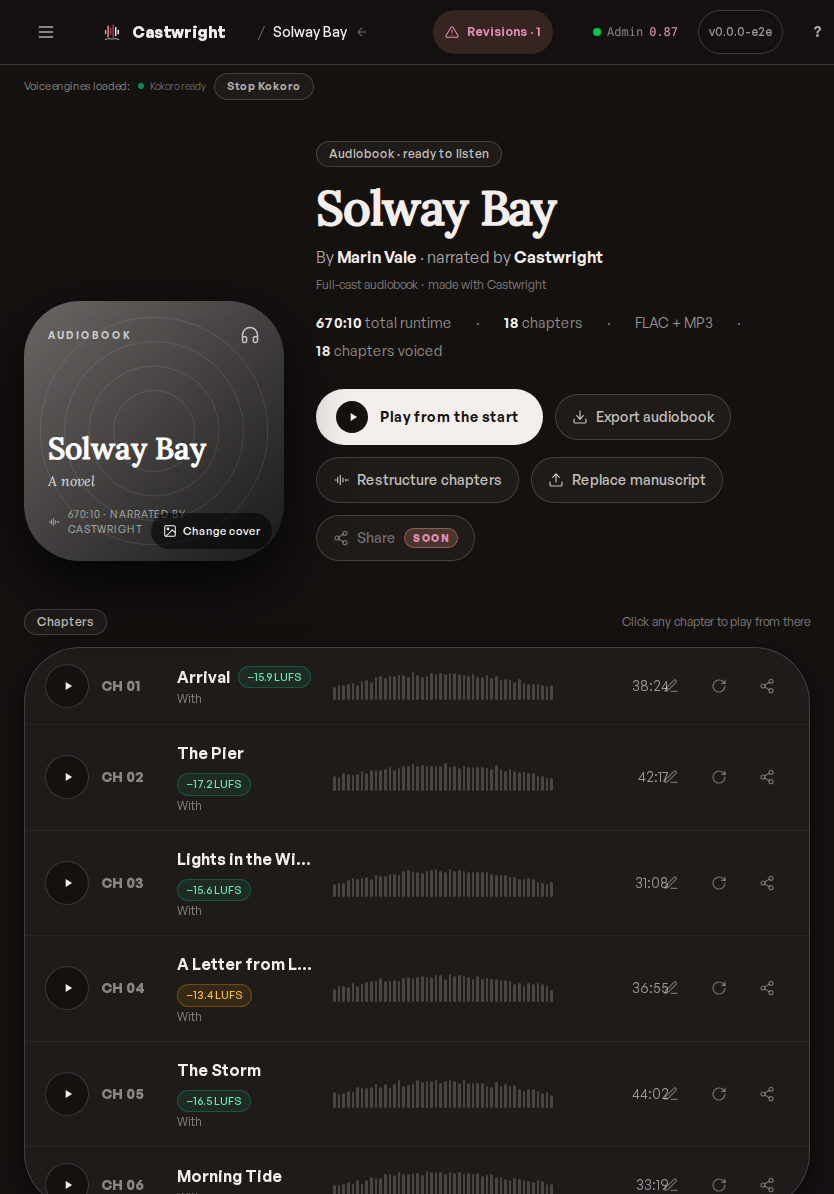 Castwright / Solway Bay ← Revisions · 1 Admin 0.87 v0.0.0-e2e ?
Voice engines loaded: Kokoro ready Stop Kokoro
Audiobook · ready to listen
Solway Bay
By Marin Vale · narrated by Castwright
Full-cast audiobook · made with Castwright
670:10 total runtime · 18 chapters · FLAC + MP3 ·
18 chapters voiced
AUDIOBOOK
Solway Bay
A novel
670:10 · NARRATED BY
CASTWRIGHT
Change cover
Play from the start Export audiobook
Restructure chapters Replace manuscript
Share SOON
Chapters Click any chapter to play from there
CH 01 Arrival −15.9 LUFS 38:24
With
The Pier
CH 02 −17.2 LUFS 42:17
With
Lights in the Wi...
CH 03 −15.6 LUFS 31:08
With
A Letter from L...
CH 04 −13.4 LUFS 36:55
With
The Storm
CH 05 −16.5 LUFS 44:02
With
CH 06 Morning Tide 33:19